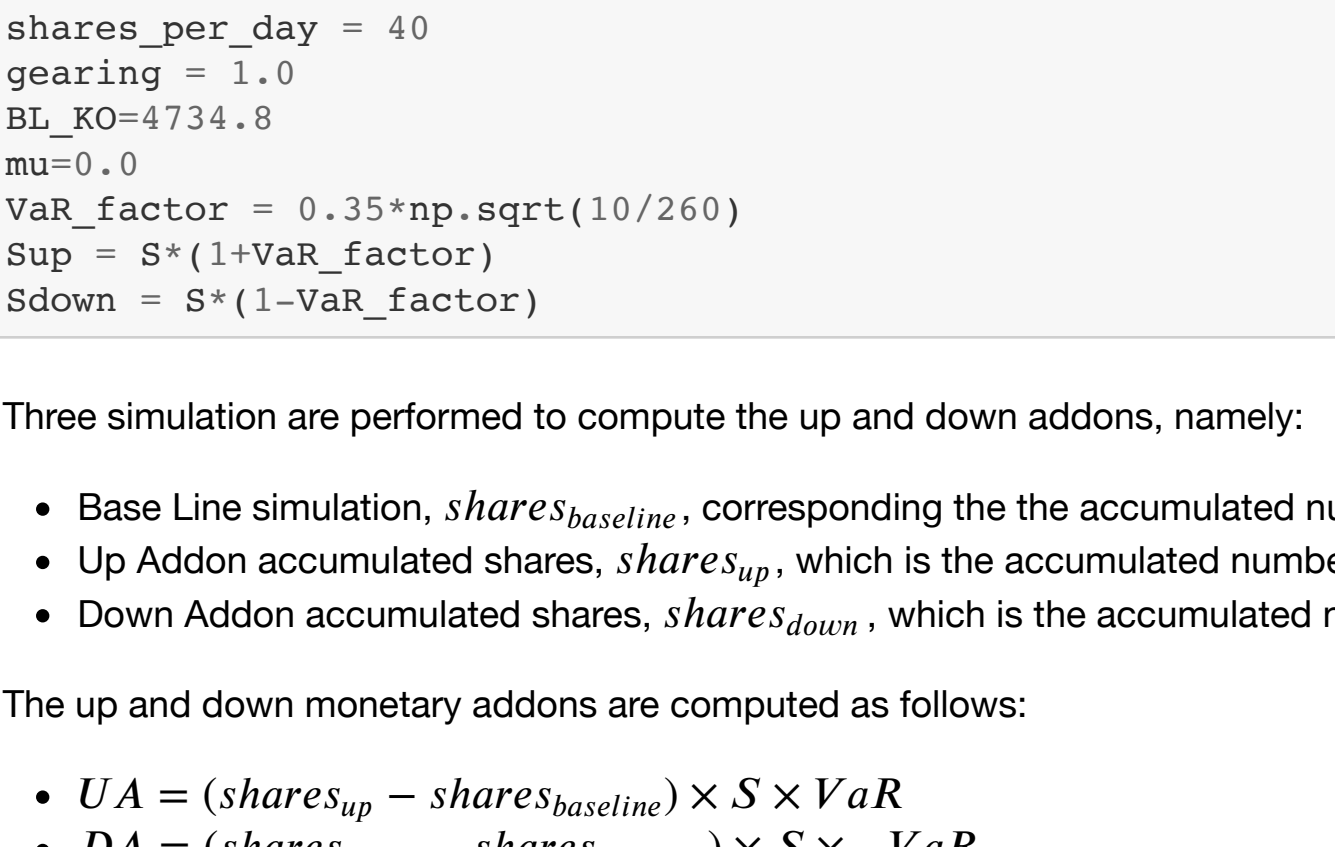 shares_per_day = 40
gearing = 1.0
BL_KO=4734.8
mu=0.0
VaR_factor = 0.35*np.sqrt(10/260)
Sup = S*(1+VaR_factor)
Sdown = S*(1-VaR_factor)
Three simulation are performed to compute the up and down addons, namely:
• Base Line simulation, shares_baseline, corresponding the the accumulated
• Up Addon accumulated shares, shares_up, which is the accumulated
• Down Addon accumulated shares, shares_down, which is the accumulated
The up and down monetary addons are computed as follows:
• UA = (shares_up − shares_baseline) × S × VaR
• DA = (shares − shares ) × S × −VaR